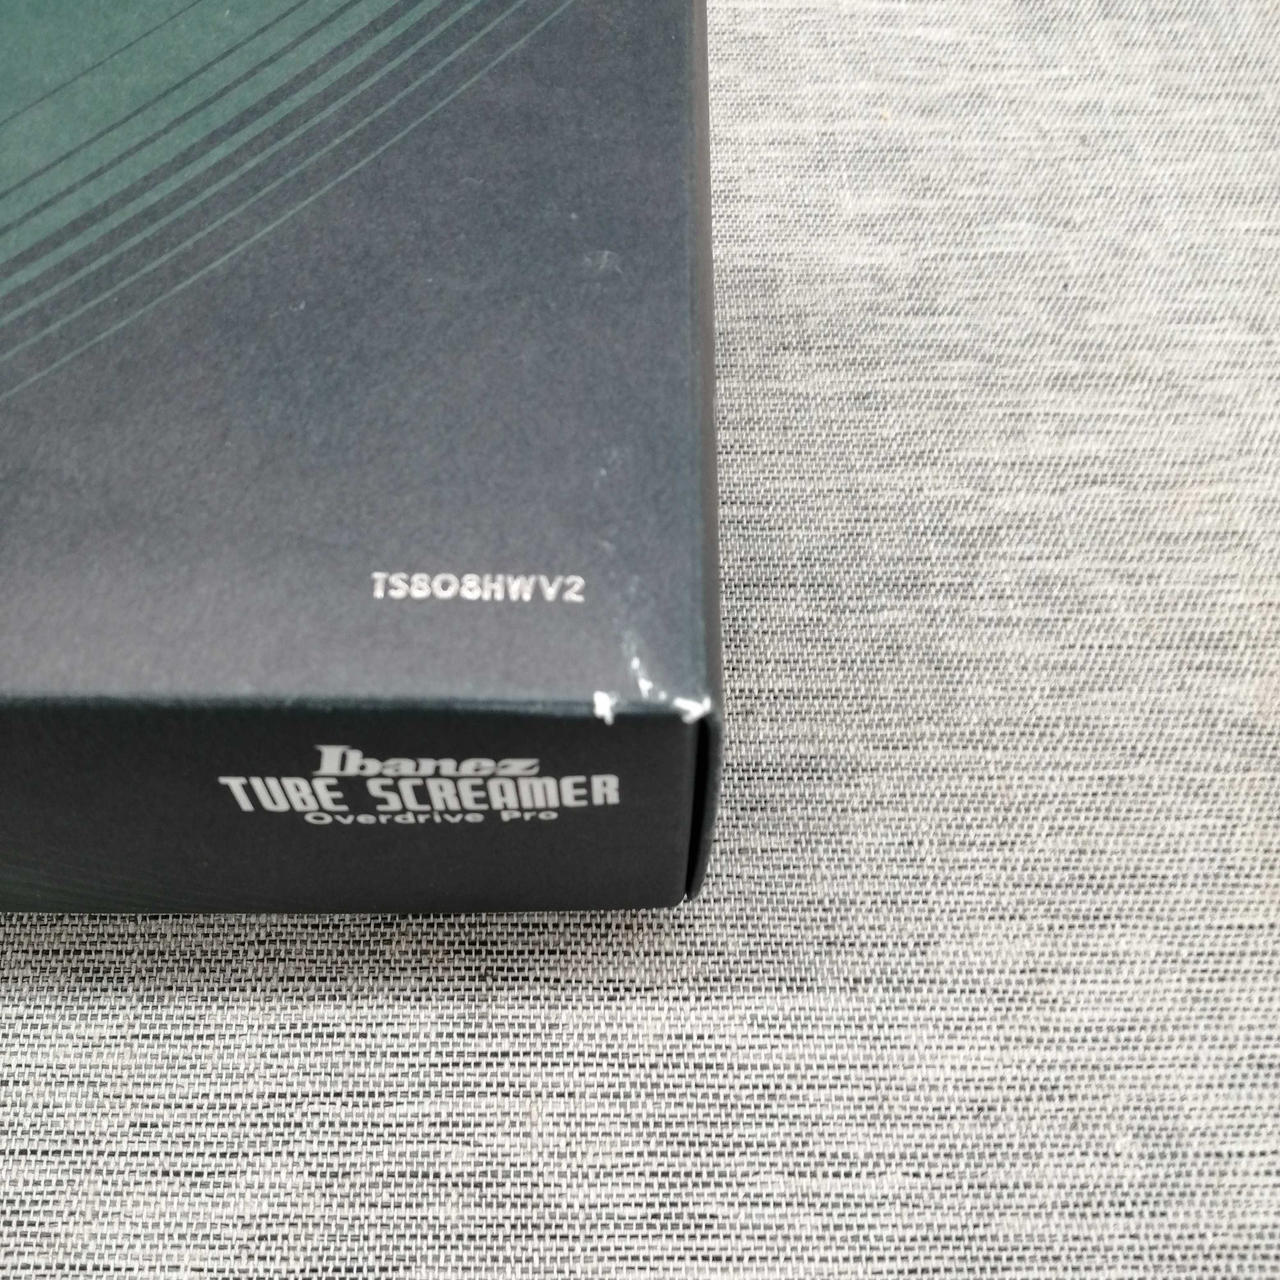 TS808HWV2
Ibanez
TUBE SCREAMER
Overdrive Pro